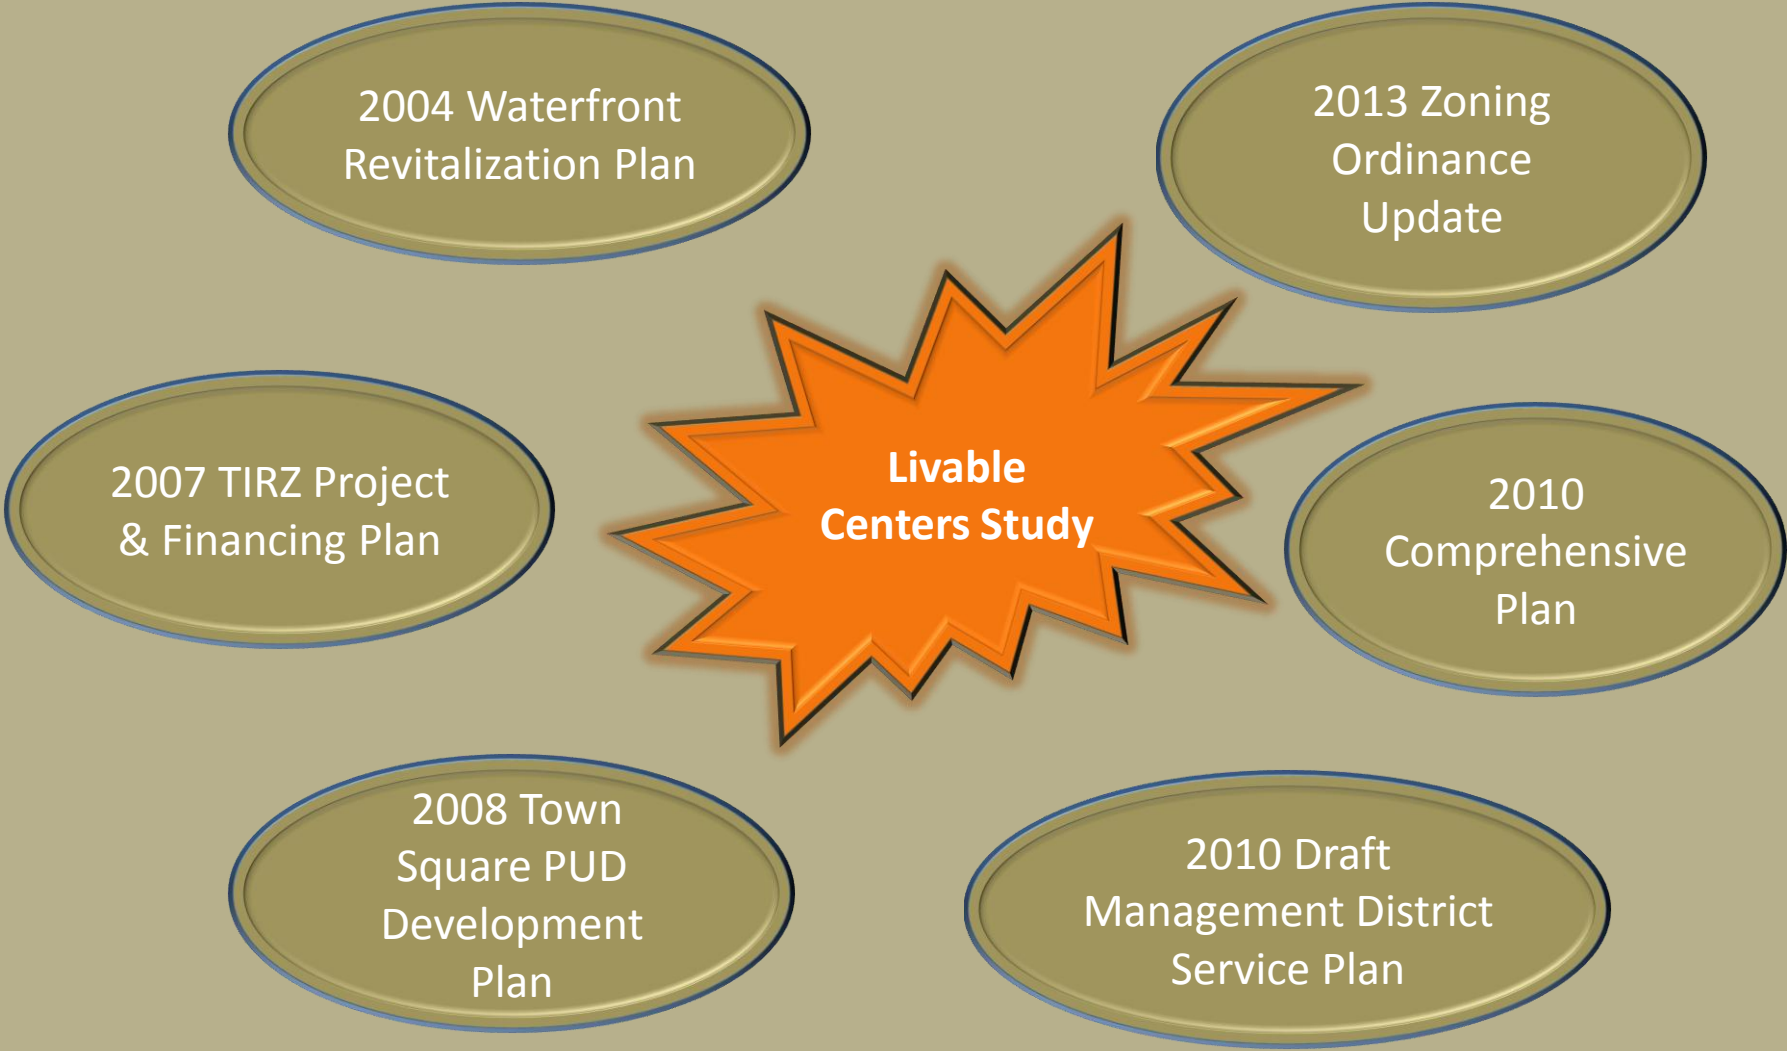 2004 Waterfront
Revitalization Plan
2013 Zoning
Ordinance
Update
2007 TIRZ Project
& Financing Plan
Livable
Centers Study
2010
Comprehensive
Plan
2008 Town
Square PUD
Development
Plan
2010 Draft
Management District
Service Plan